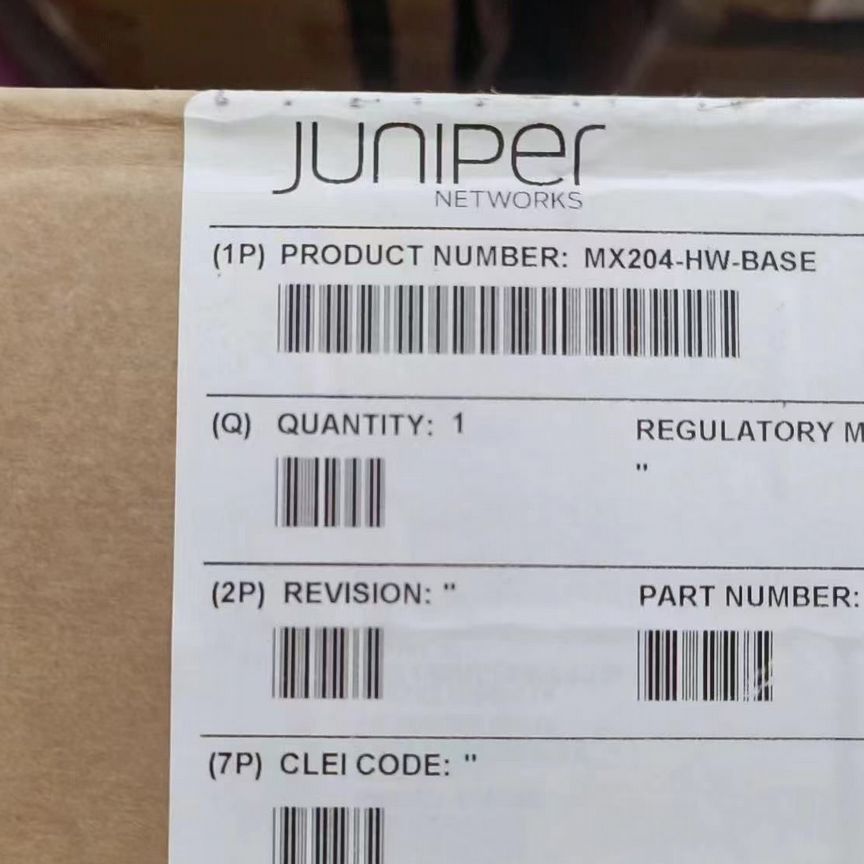 JUNIPER
NETWORKS
(1P) PRODUCT NUMBER: MX204-HW-BASE
(Q) QUANTITY: 1
REGULATORY M
"
(2P) REVISION: "
PART NUMBER:
(7P) CLEI CODE: "